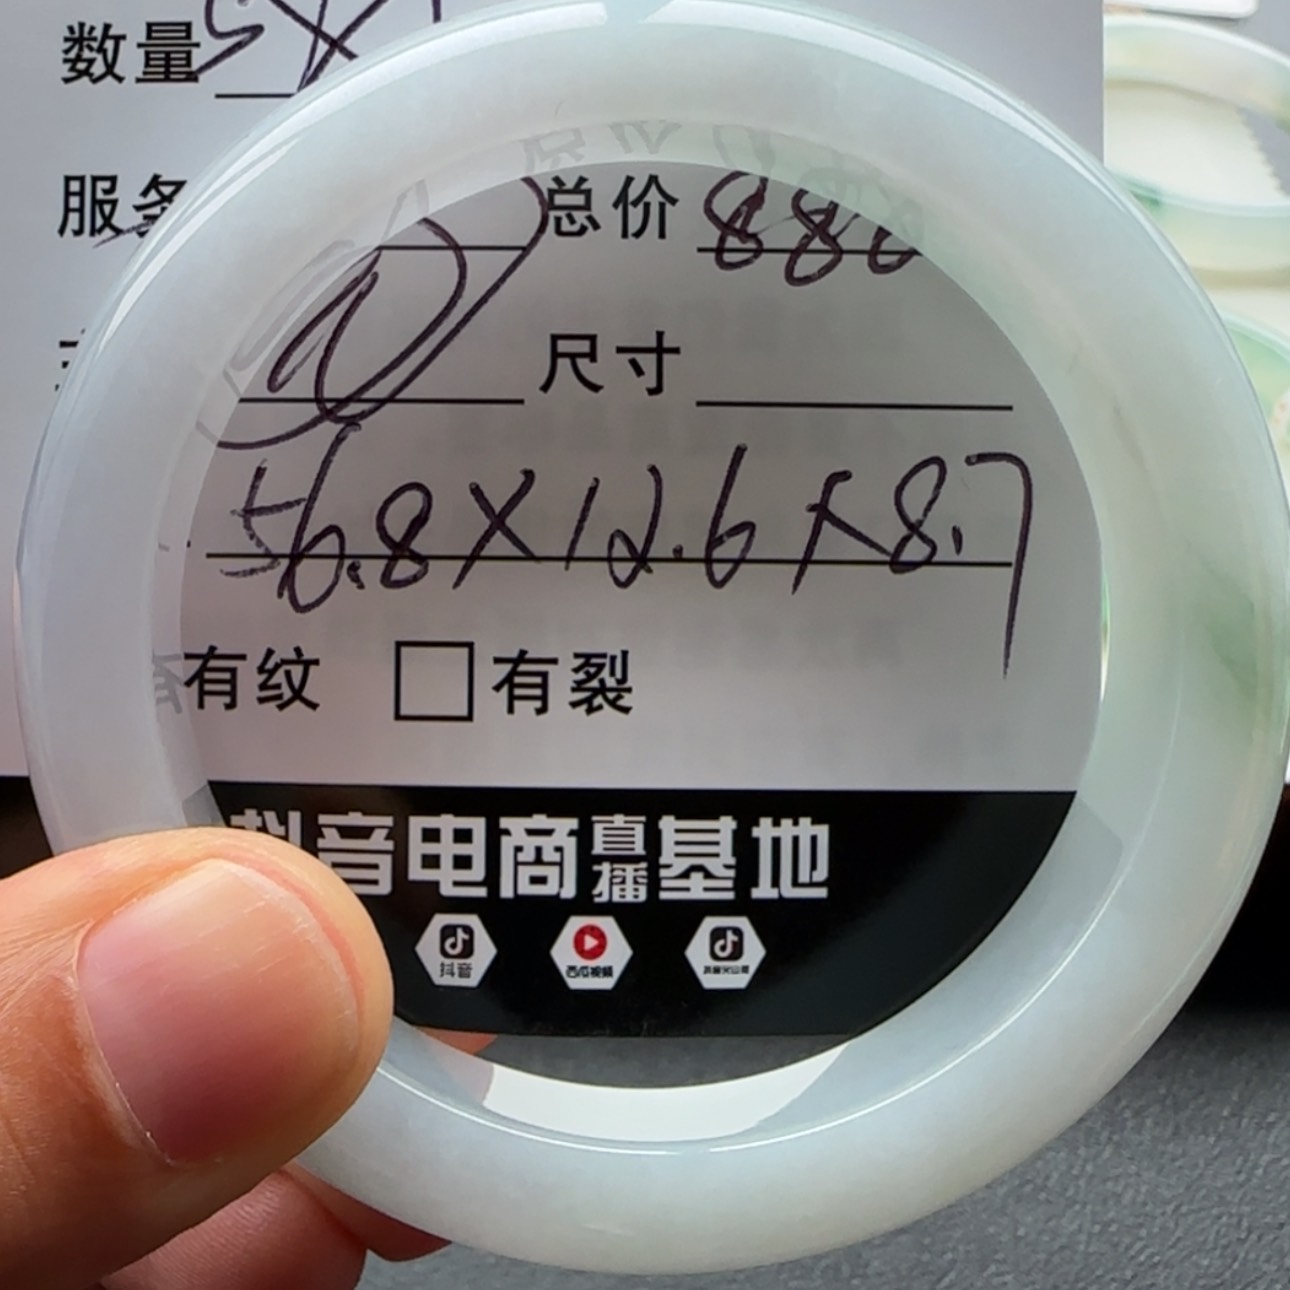 数量
服务
总价 888
尺寸
56.8X12.6X8.7
有纹 有裂
抖音电商直播基地
抖音 西瓜视频